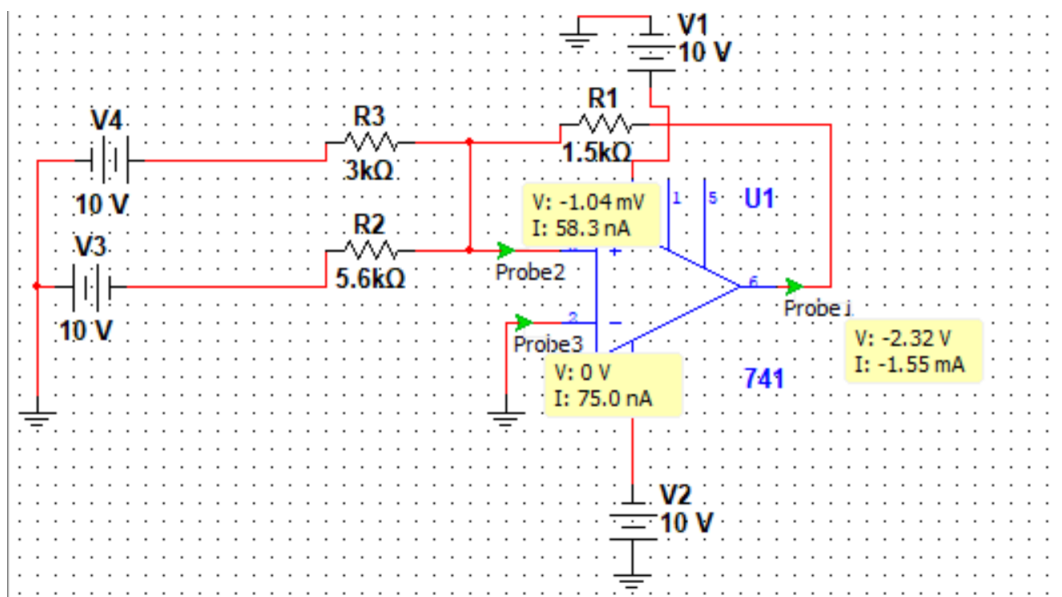 V1
10 V
V4
10 V
R3
3kΩ
R1
1.5kΩ
V: -1.04 mV
I: 58.3 nA
1
5
U1
V3
10 V
R2
5.6kΩ
Probe2
+
6
2
−
Probe3
V: 0 V
I: 75.0 nA
V: -2.32 V
I: -1.55 mA
741
V2
10 V